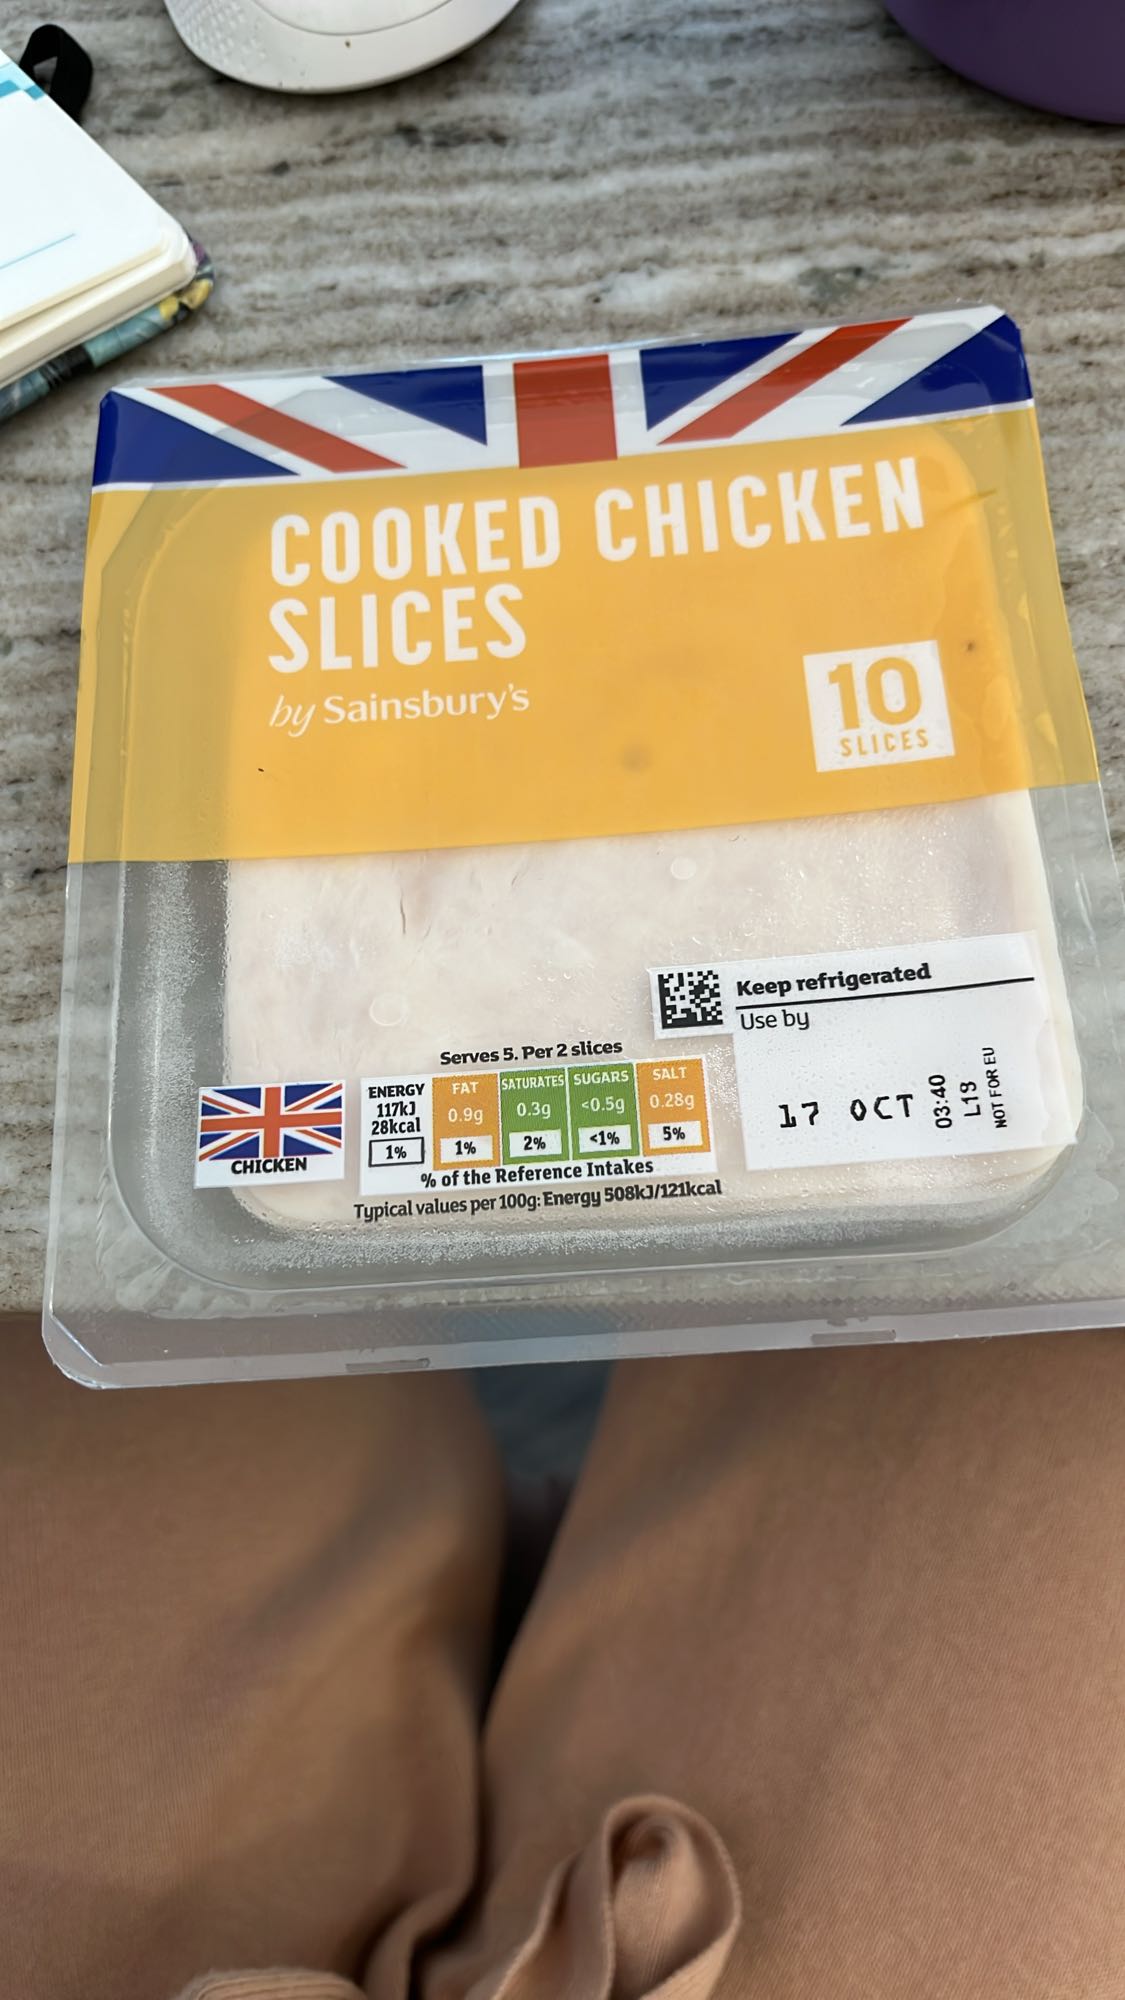 COOKED CHICKEN
SLICES
by Sainsbury's
10
SLICES
Keep refrigerated
Use by
17 OCT
03:40
L19
NOT FOR EU
Serves 5. Per 2 slices
ENERGY
117kJ
28kcal
1%
FAT
0.9g
1%
SATURATES
0.3g
2%
SUGARS
<0.5g
<1%
SALT
0.28g
5%
% of the Reference Intakes
Typical values per 100g: Energy 508kJ/121kcal
CHICKEN